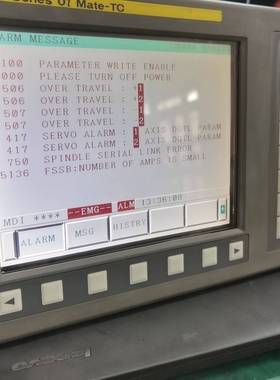 Series 0i Mate-TC
ARM MESSAGE
100 PARAMETER WRITE ENABLE
000 PLEASE TURN OFF POWER
506 OVER TRAVEL : +1
506 OVER TRAVEL : +2
507 OVER TRAVEL : -1
507 OVER TRAVEL : -2
417 SERVO ALARM : 1 AXIS DGTL PARAM
417 SERVO ALARM : 2 AXIS DGTL PARAM
750 SPINDLE SERIAL LINK ERROR
5136 FSSB:NUMBER OF AMPS IS SMALL
MDI **** --EMG-- ALM 13:36:08
ALARM MSG HISTRY